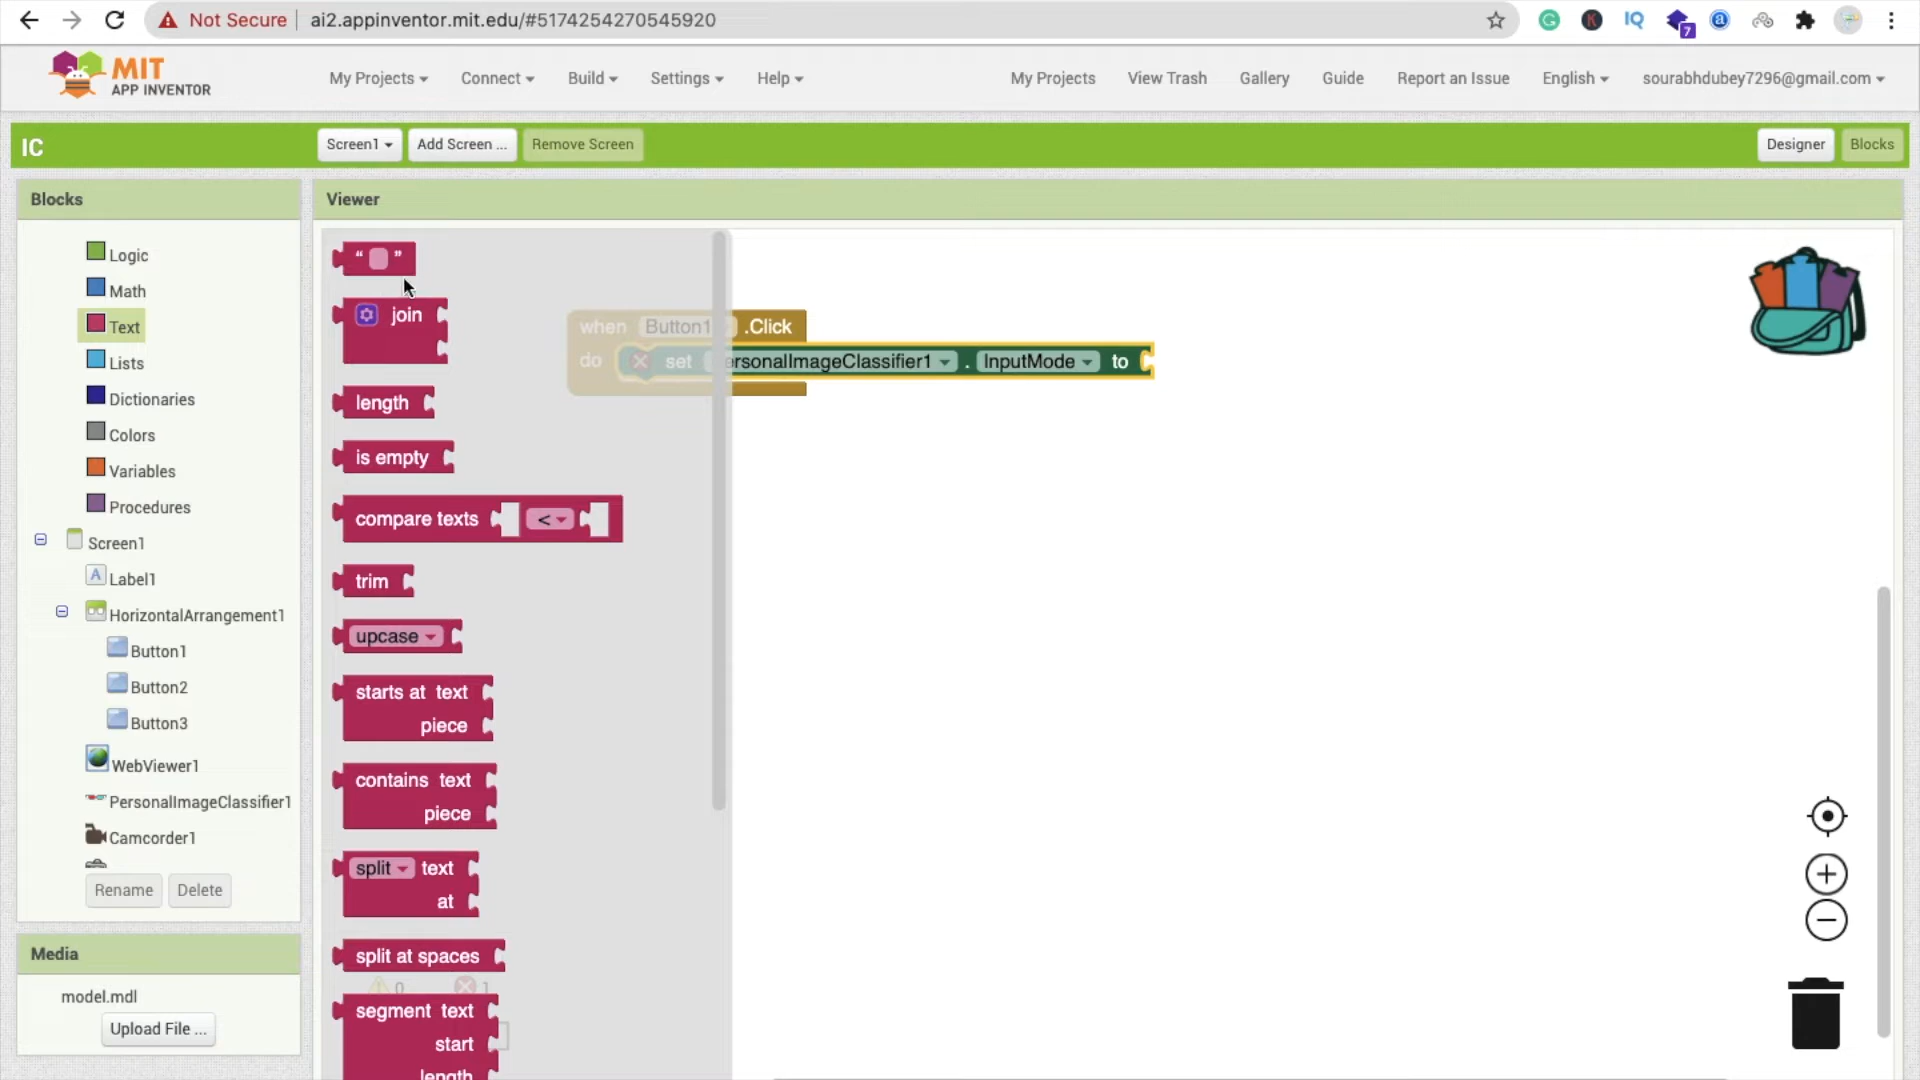 Not Secure
ai2.appinventor.mit.edu/#5174254270545920
7
MIT
APP INVENTOR
My Projects
Connect
Build
Settings
Help
My Projects
View Trash
Gallery
Guide
Report an Issue
English
sourabhdubey7296@gmail.com
IC
Screen1
Add Screen ...
Remove Screen
Designer
Blocks
Blocks
Logic
Math
Text
Lists
Dictionaries
Colors
Variables
Procedures
Screen1
Label1
HorizontalArrangement1
Button1
Button2
Button3
WebViewer1
PersonalImageClassifier1
Camcorder1
Rename
Delete
Media
model.mdl
Upload File ...
Viewer
“ ”
join
length
is empty
compare texts <
trim
upcase
starts at text
piece
contains text
piece
split text
at
split at spaces
0 1
segment text
start
length
when Button1 .Click
do set ersonalImageClassifier1 . InputMode to